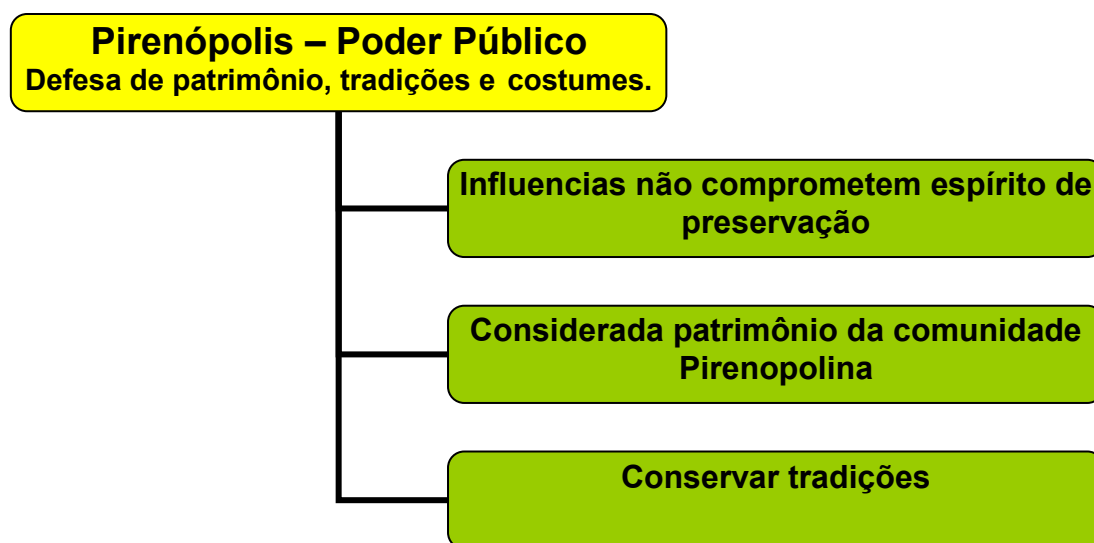 Pirenópolis – Poder Público
Defesa de patrimônio, tradições e costumes.
Influencias não comprometem espírito de
preservação
Considerada patrimônio da comunidade
Pirenopolina
Conservar tradições